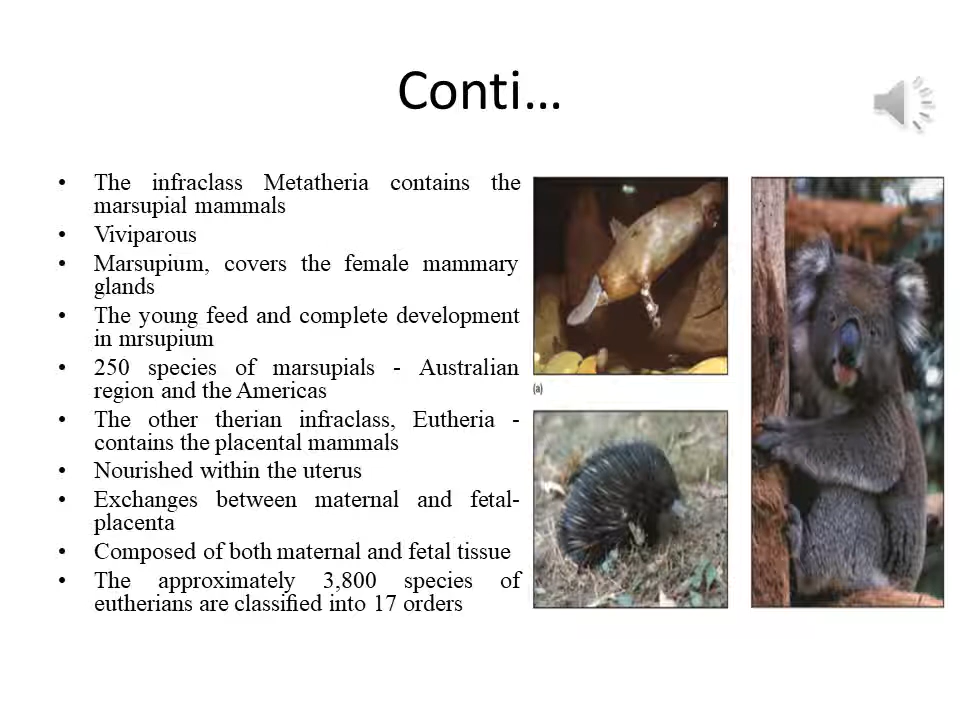 Conti…
• The infraclass Metatheria contains the
marsupial mammals
• Viviparous
• Marsupium, covers the female mammary
glands
• The young feed and complete development
in mrsupium
• 250 species of marsupials - Australian
region and the Americas
• The other therian infraclass, Eutheria -
contains the placental mammals
• Nourished within the uterus
• Exchanges between maternal and fetal-
placenta
• Composed of both maternal and fetal tissue
• The approximately 3,800 species of
eutherians are classified into 17 orders
(a)